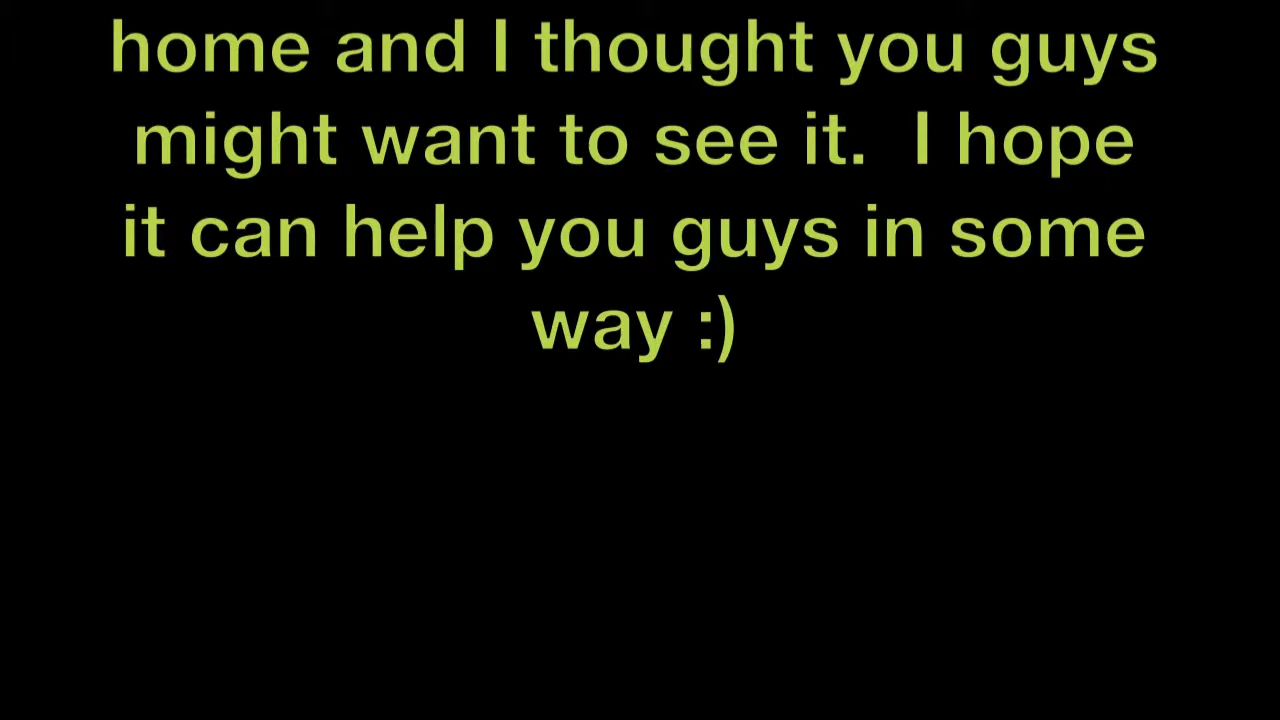 home and I thought you guys
might want to see it.  I hope
it can help you guys in some
way :)